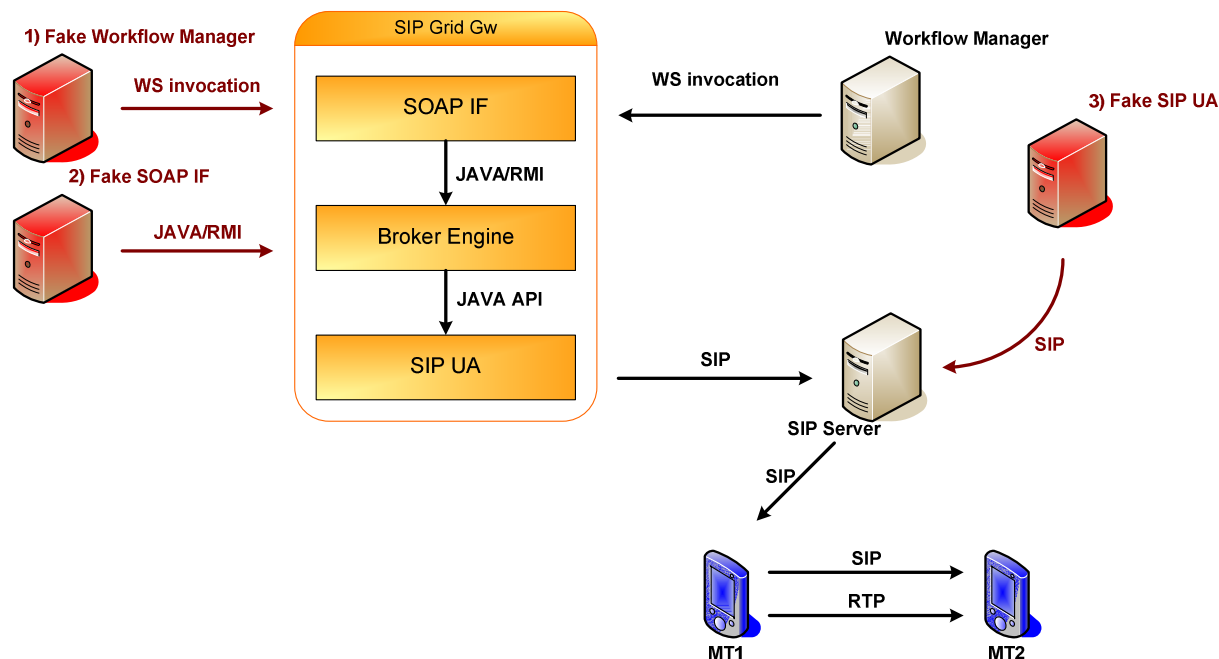 SIP Grid Gw
1) Fake Workflow Manager
Workflow Manager
WS invocation
WS invocation
SOAP IF
3) Fake SIP UA
2) Fake SOAP IF
JAVA/RMI
JAVA/RMI
Broker Engine
JAVA API
SIP UA
SIP
SIP
SIP Server
SIP
SIP
RTP
MT1
MT2